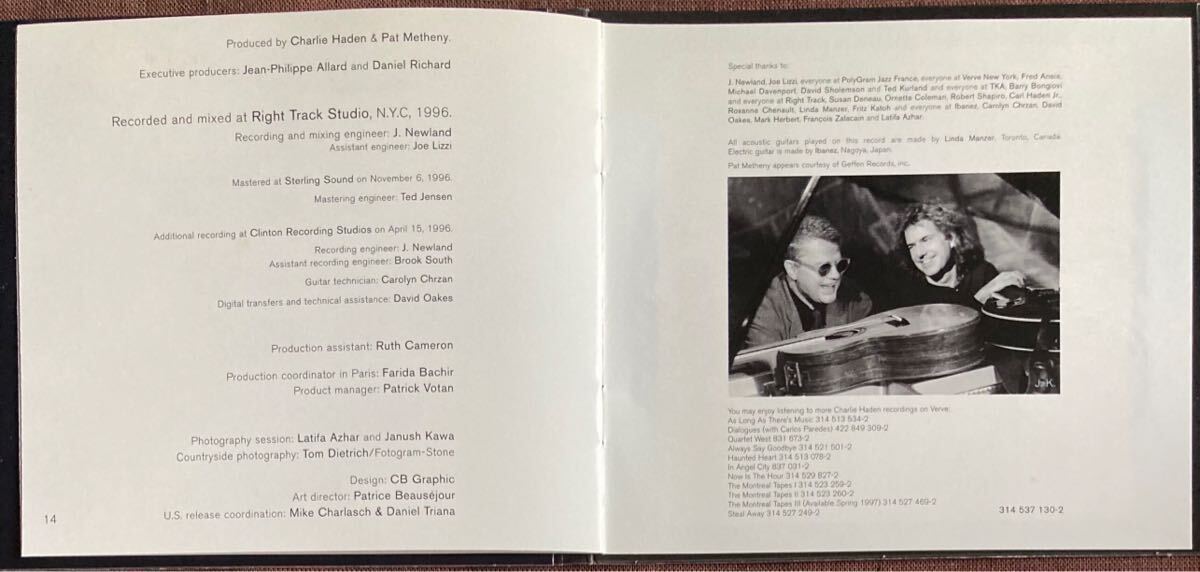 Produced by Charlie Haden & Pat Metheny.
Executive producers: Jean-Philippe Allard and Daniel Richard
Recorded and mixed at Right Track Studio, N.Y.C, 1996.
Recording and mixing engineer: J. Newland
Assistant engineer: Joe Lizzi
Mastered at Sterling Sound on November 6, 1996.
Mastering engineer: Ted Jensen
Additional recording at Clinton Recording Studios on April 15, 1996.
Recording engineer: J. Newland
Assistant recording engineer: Brook South
Guitar technician: Carolyn Chrzan
Digital transfers and technical assistance: David Oakes
Production assistant: Ruth Cameron
Production coordinator in Paris: Farida Bachir
Product manager: Patrick Votan
Photography session: Latifa Azhar and Janush Kawa
Countryside photography: Tom Dietrich/Fotogram-Stone
Design: CB Graphic
Art director: Patrice Beauséjour
U.S. release coordination: Mike Charlasch & Daniel Triana
14
Special thanks to:
J. Newland, Joe Lizzi, everyone at PolyGram Jazz France, everyone at Verve New York, Fred Ansis,
Michael Davenport, David Sholemson and Ted Kurland and everyone at TKA, Barry Bongiovi
and everyone at Right Track, Susan Deneau, Ornette Coleman, Robert Shapiro, Carl Haden Jr.,
Roxanne Chenault, Linda Manzer, Fritz Katoh and everyone at Ibanez, Carolyn Chrzan, David
Oakes, Mark Herbert, François Zalacain and Latifa Azhar.
All acoustic guitars played on this record are made by Linda Manzer, Toronto, Canada.
Electric guitar is made by Ibanez, Nagoya, Japan.
Pat Metheny appears courtesy of Geffen Records, inc.
J.K.
You may enjoy listening to more Charlie Haden recordings on Verve:
As Long As There's Music 314 513 534-2
Dialogues (with Carlos Paredes) 422 849 309-2
Quartet West 831 673-2
Always Say Goodbye 314 521 501-2
Haunted Heart 314 513 078-2
In Angel City 837 031-2
Now Is The Hour 314 529 827-2
The Montreal Tapes I 314 523 259-2
The Montreal Tapes II 314 523 260-2
The Montreal Tapes III (Available Spring 1997) 314 527 469-2
Steal Away 314 527 249-2
314 537 130-2